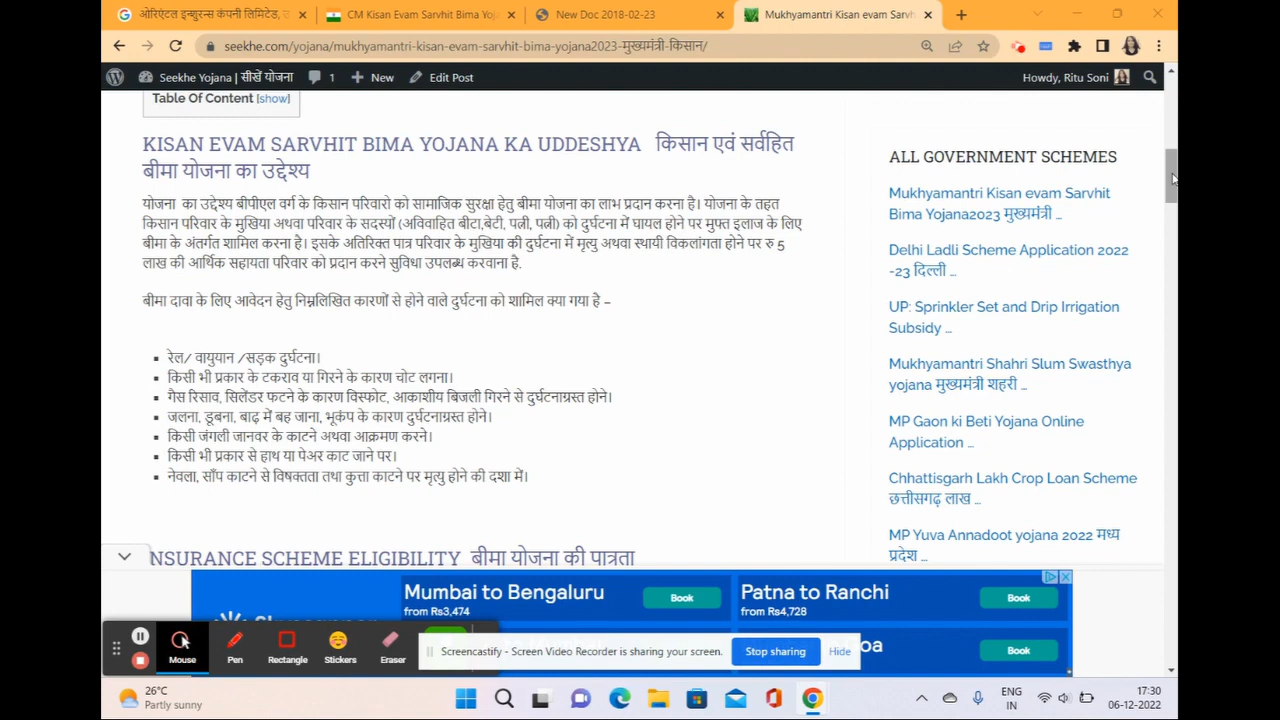 ओरिएंटल इन्शुरन्स कंपनी लिमिटेड, उ
CM Kisan Evam Sarvhit Bima Yoj
New Doc 2018-02-23
Mukhyamantri Kisan evam Sarvh
seekhe.com/yojana/mukhyamantri-kisan-evam-sarvhit-bima-yojana2023-मुख्यमंत्री-किसान/
Seekhe Yojana | सीखें योजना
1
New
Edit Post
Howdy, Ritu Soni
Table Of Content [show]
KISAN EVAM SARVHIT BIMA YOJANA KA UDDESHYA किसान एवं सर्वहित
बीमा योजना का उद्देश्य
योजना का उद्देश्य बीपीएल वर्ग के किसान परिवारो को सामाजिक सुरक्षा हेतु बीमा योजना का लाभ प्रदान करना है। योजना के तहत
किसान परिवार के मुखिया अथवा परिवार के सदस्यों (अविवाहित बीटा,बेटी, पत्नी, पत्नी) को दुर्घटना में घायल होने पर मुफ्त इलाज के लिए
बीमा के अंतर्गत शामिल करना है। इसके अतिरिक्त पात्र परिवार के मुखिया की दुर्घटना में मृत्यु अथवा स्थायी विकलांगता होने पर रु 5
लाख की आर्थिक सहायता परिवार को प्रदान करने सुविधा उपलब्ध करवाना है.
बीमा दावा के लिए आवेदन हेतु निम्नलिखित कारणों से होने वाले दुर्घटना को शामिल क्या गया है –
रेल/ वायुयान /सड़क दुर्घटना।
किसी भी प्रकार के टकराव या गिरने के कारण चोट लगना।
गैस रिसाव, सिलेंडर फटने के कारण विस्फोट, आकाशीय बिजली गिरने से दुर्घटनाग्रस्त होने।
जलना, डूबना, बाढ़ में बह जाना, भूकंप के कारण दुर्घटनाग्रस्त होने।
किसी जंगली जानवर के काटने अथवा आक्रमण करने।
किसी भी प्रकार से हाथ या पेअर काट जाने पर।
नेवला, साँप काटने से विषक्तता तथा कुत्ता काटने पर मृत्यु होने की दशा में।
NSURANCE SCHEME ELIGIBILITY बीमा योजना की पात्रता
ALL GOVERNMENT SCHEMES
Mukhyamantri Kisan evam Sarvhit
Bima Yojana2023 मुख्यमंत्री ...
Delhi Ladli Scheme Application 2022
-23 दिल्ली ...
UP: Sprinkler Set and Drip Irrigation
Subsidy ...
Mukhyamantri Shahri Slum Swasthya
yojana मुख्यमंत्री शहरी ...
MP Gaon ki Beti Yojana Online
Application ...
Chhattisgarh Lakh Crop Loan Scheme
छत्तीसगढ़ लाख ...
MP Yuva Annadoot yojana 2022 मध्य
प्रदेश ...
Mumbai to Bengaluru
from Rs3,474
Book
Patna to Ranchi
from Rs4,728
Book
oa
Book
Mouse
Pen
Rectangle
Stickers
Eraser
Screencastify - Screen Video Recorder is sharing your screen.
Stop sharing
Hide
26°C
Partly sunny
ENG
IN
17:30
06-12-2022